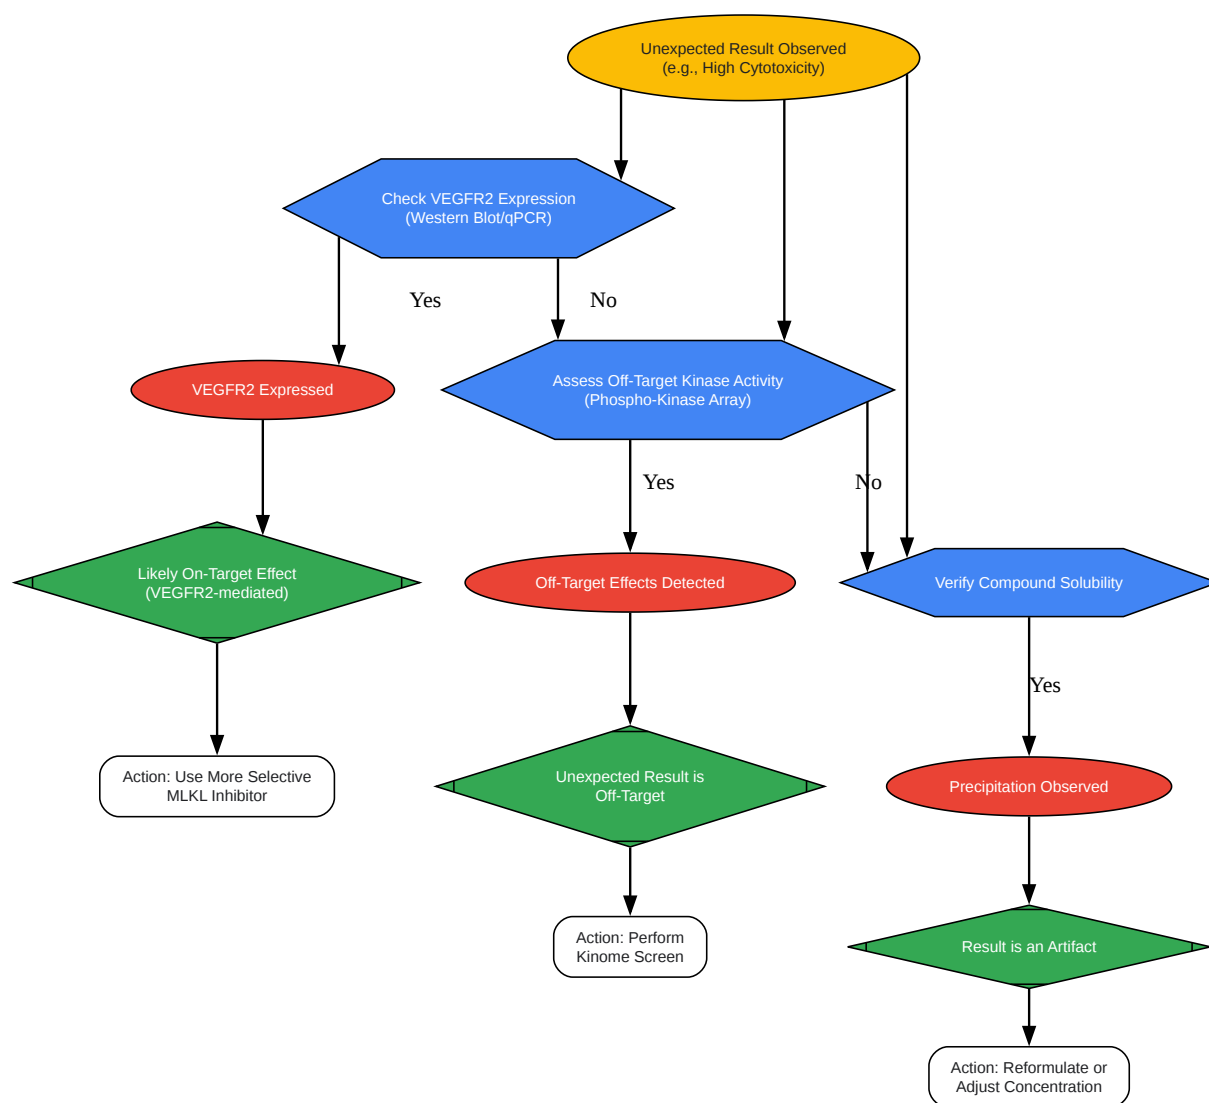 Unexpected Result Observed
(e.g., High Cytotoxicity)
Check VEGFR2 Expression
(Western Blot/qPCR)
Yes
No
VEGFR2 Expressed
Assess Off-Target Kinase Activity
(Phospho-Kinase Array)
Yes
No
Likely On-Target Effect
(VEGFR2-mediated)
Off-Target Effects Detected
Verify Compound Solubility
Yes
Action: Use More Selective
MLKL Inhibitor
Unexpected Result is
Off-Target
Precipitation Observed
Action: Perform
Kinome Screen
Result is an Artifact
Action: Reformulate or
Adjust Concentration